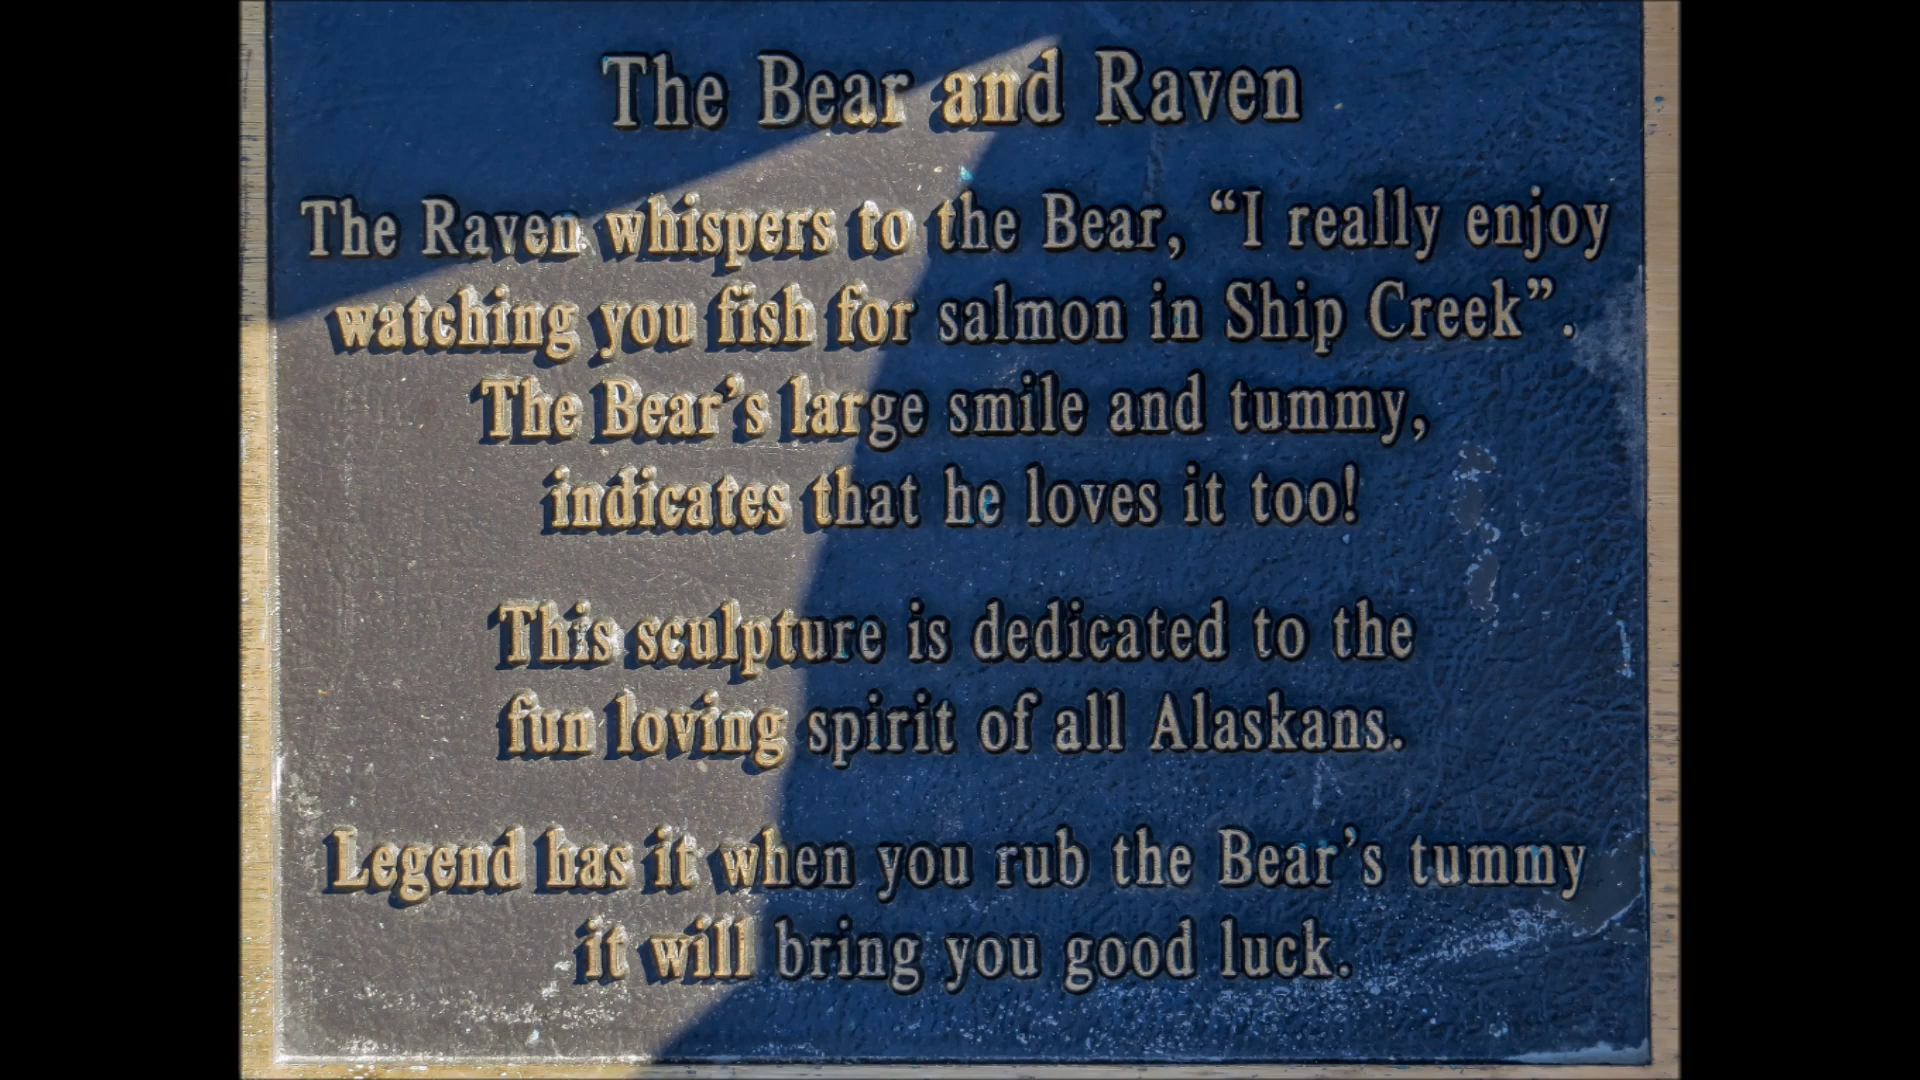 The Bear and Raven
The Raven whispers to the Bear, “I really enjoy
watching you fish for salmon in Ship Creek”.
The Bear’s large smile and tummy,
indicates that he loves it too!
This sculpture is dedicated to the
fun loving spirit of all Alaskans.
Legend has it when you rub the Bear’s tummy
it will bring you good luck.